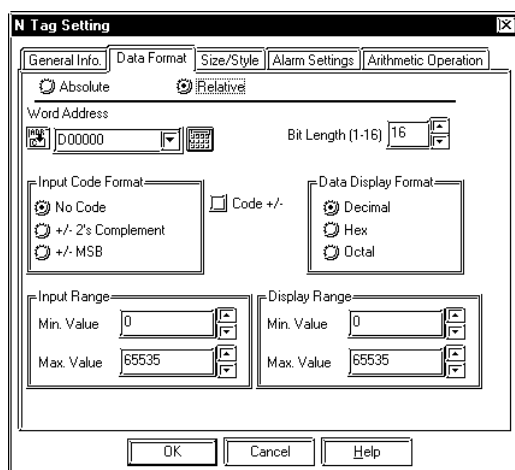 N Tag Setting
General Info. Data Format Size/Style Alarm Settings Arithmetic Operation
Absolute Relative
Word Address
D00000 Bit Length (1-16) 16
Input Code Format Data Display Format
No Code Code +/- Decimal
+/- 2's Complement Hex
+/- MSB Octal
Input Range Display Range
Min. Value 0 Min. Value 0
Max. Value 65535 Max. Value 65535
OK Cancel Help